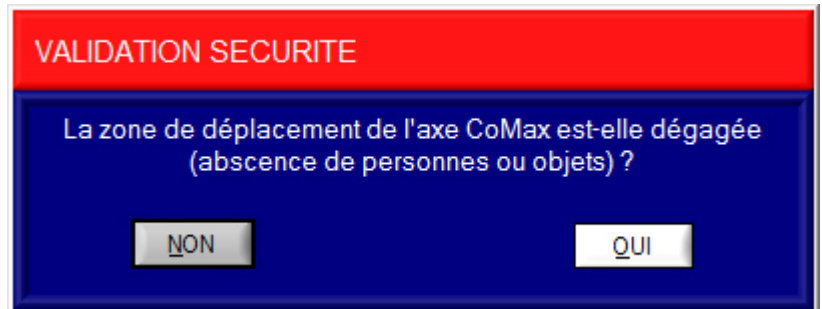 VALIDATION SECURITE
La zone de déplacement de l'axe CoMax est-elle dégagée
(abscence de personnes ou objets) ?
NON
OUI